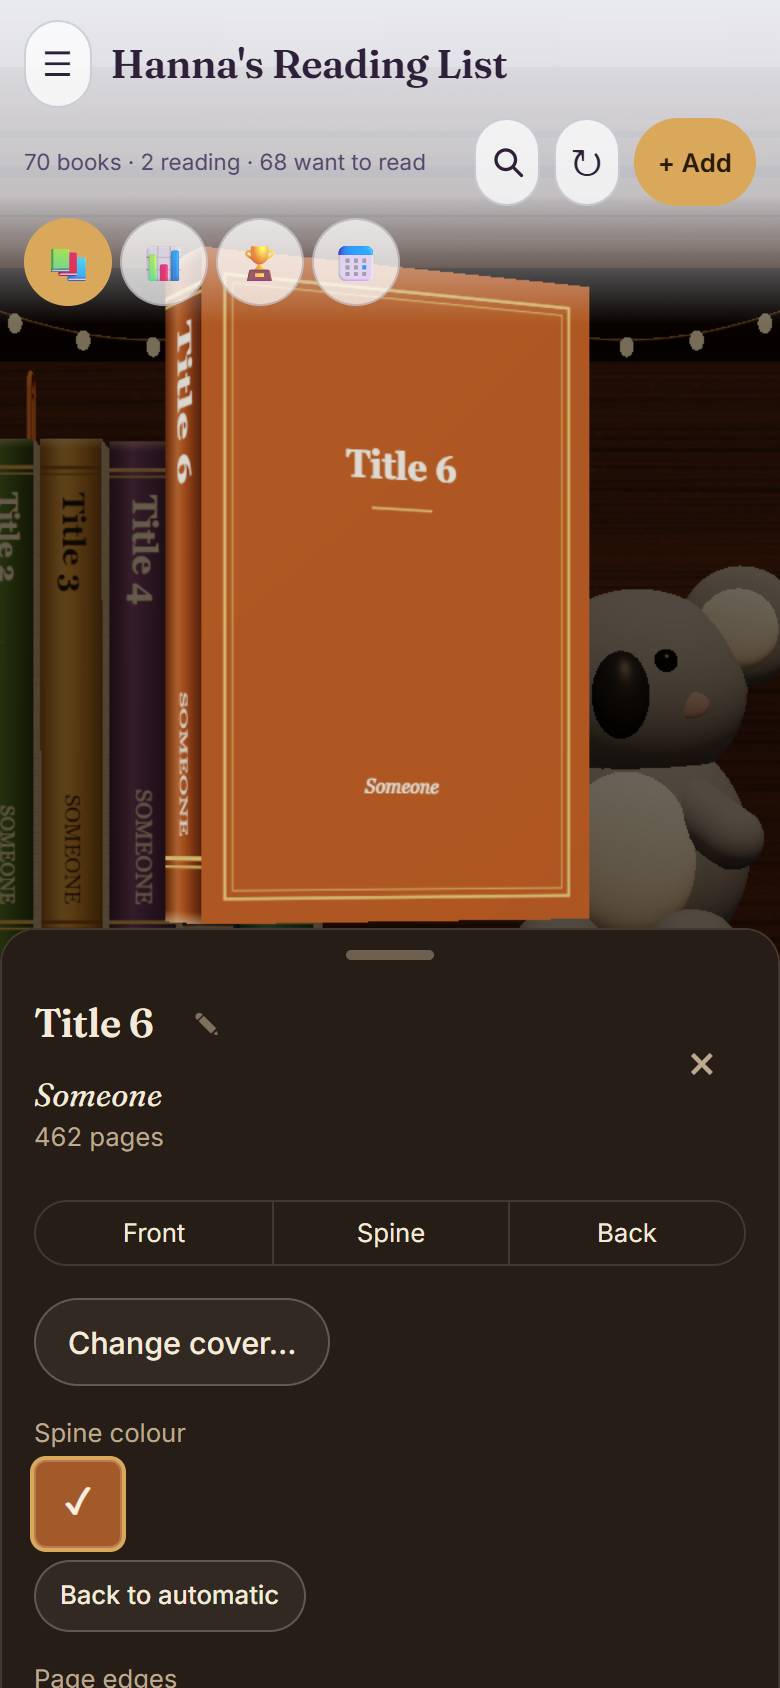 Hanna's Reading List
70 books · 2 reading · 68 want to read
+ Add
Title 6
SOMEONE
Title 6
Someone
Title 2
SOMEONE
Title 3
SOMEONE
Title 4
SOMEONE
Title 6
Someone
462 pages
Front
Spine
Back
Change cover...
Spine colour
Back to automatic
Page edges